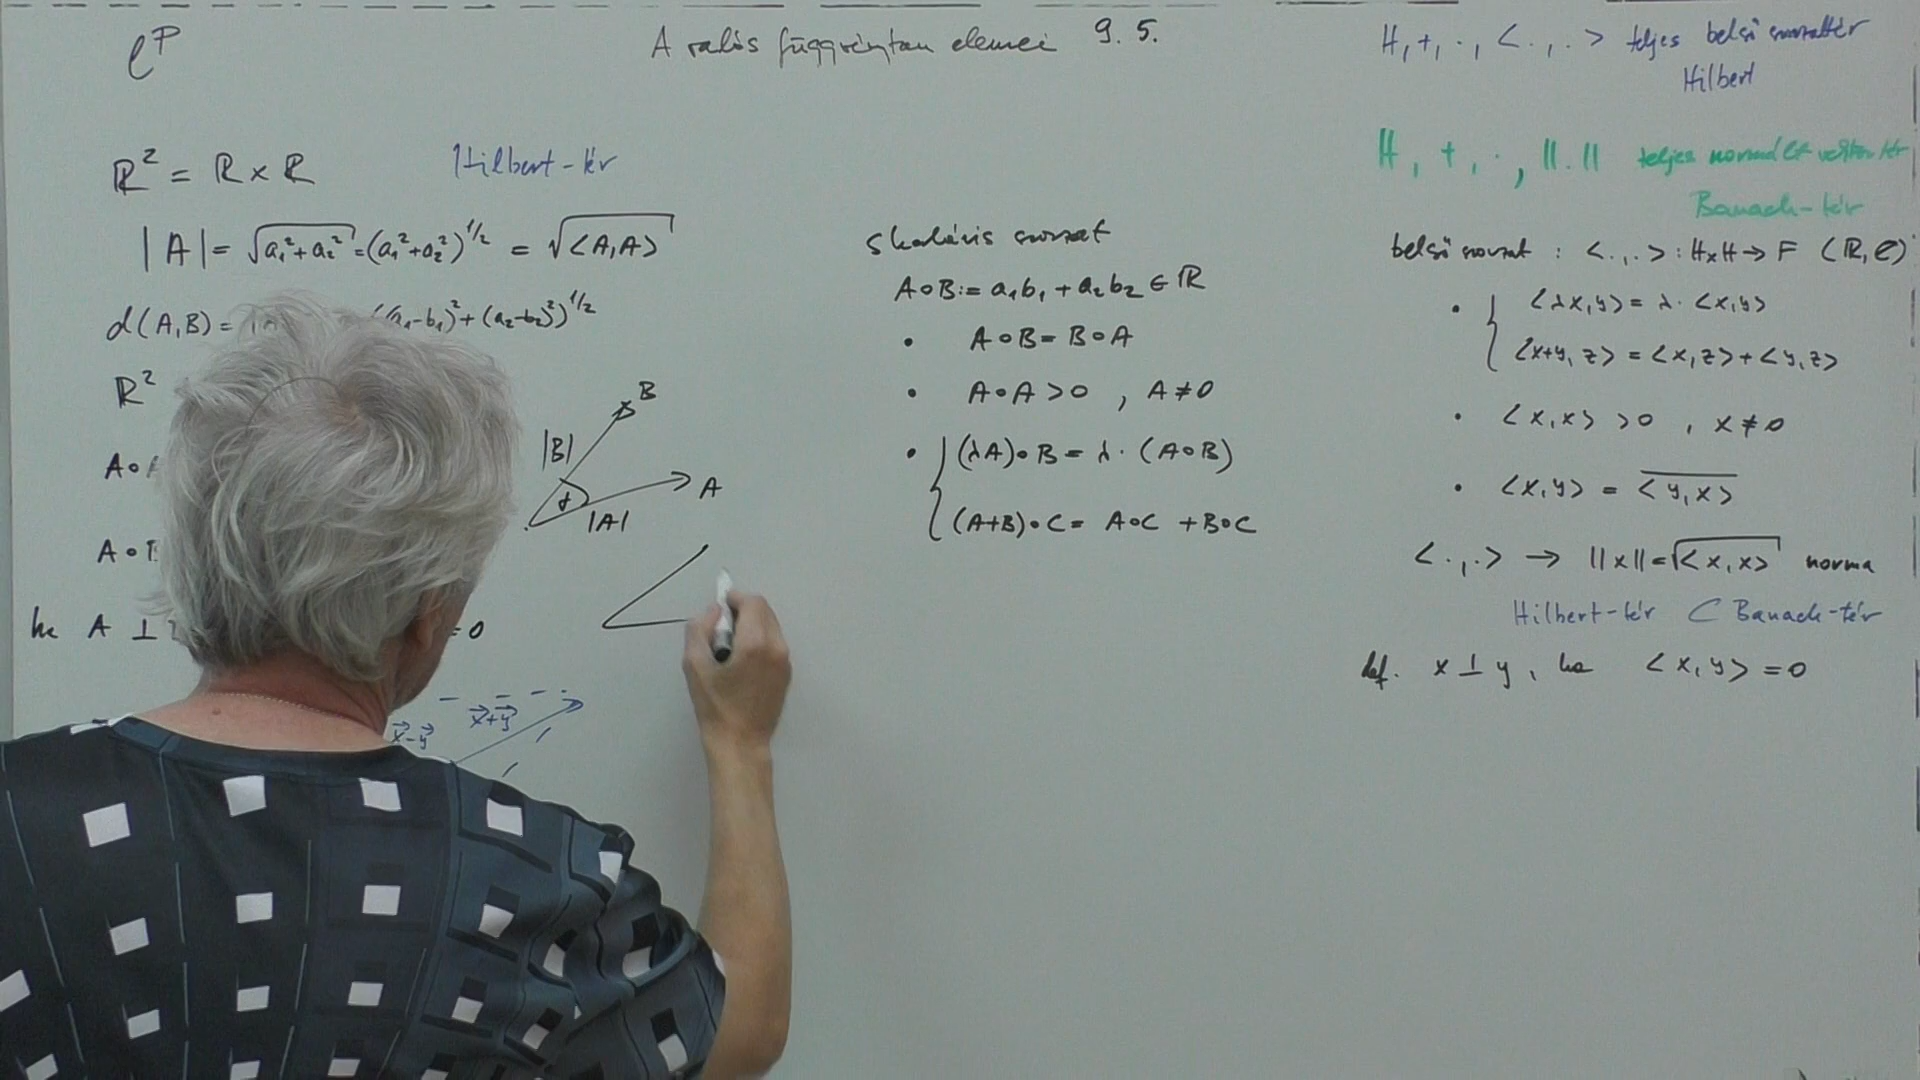 ℓ^p
A valós függvénytan elemei 9. 5.
ℝ² = ℝ × ℝ Hilbert-tér
|A| = √(a₁²+a₂²) = (a₁²+a₂²)^1/2 = √<A,A>
d(A,B) =
(a₁-b₁)²+(a₂-b₂)²)^1/2
ℝ²
A∘
A∘
ha A ⊥
=0
B
|B|
A
|A|
x⃗-y⃗
x⃗+y⃗
Skaláris szorzat
A∘B := a₁b₁ + a₂b₂ ∈ ℝ
• A∘B = B∘A
• A∘A > 0 , A≠0
• { (λA)∘B = λ·(A∘B)
(A+B)∘C = A∘C + B∘C
H, +, ·, <.,.> teljes belső szorzattér
Hilbert
H, +, ·, ||.|| teljes normált vektortér
Banach-tér
belső szorzat : <.,.> : H×H → F (ℝ, ℂ)
• { <λx,y> = λ·<x,y>
<x+y, z> = <x,z> + <y,z>
• <x,x> >0 , x≠0
• <x,y> = \overline{<y,x>}
<.,.> → ||x|| = √<x,x> norma
Hilbert-tér ⊂ Banach-tér
def. x ⊥ y, ha <x,y> = 0